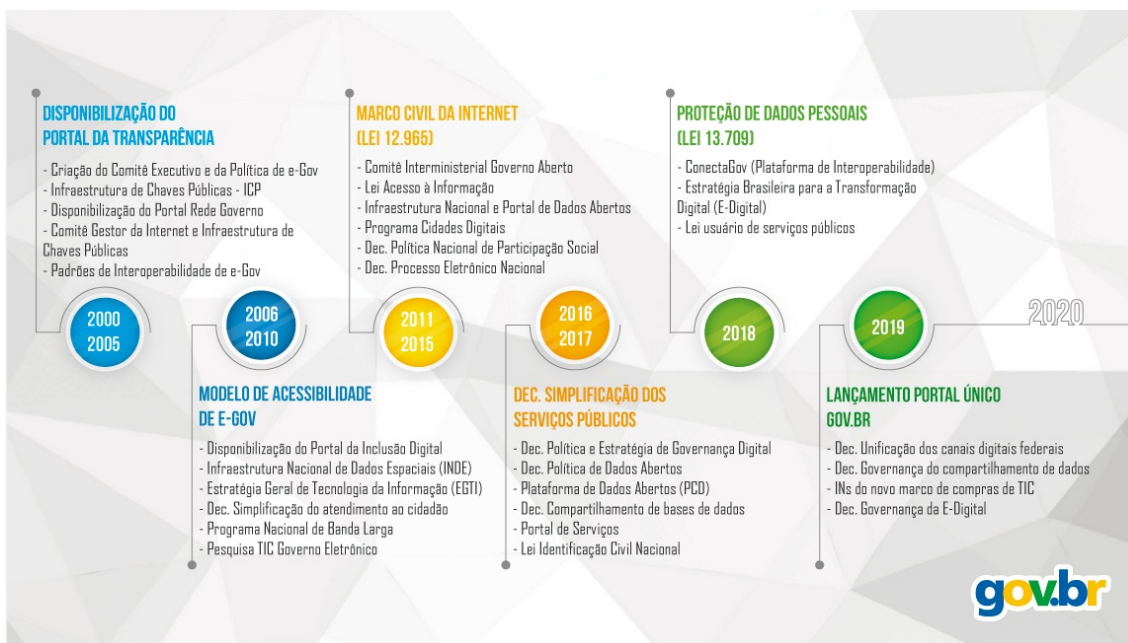 DISPONIBILIZAÇÃO DO
PORTAL DA TRANSPARÊNCIA
- Criação do Comitê Executivo e da Política de e-Gov
- Infraestrutura de Chaves Públicas - ICP
- Disponibilização do Portal Rede Governo
- Comitê Gestor da Internet e Infraestrutura de
Chaves Públicas
- Padrões de Interoperabilidade de e-Gov
2000
2005
2006
2010
MODELO DE ACESSIBILIDADE
DE E-GOV
- Disponibilização do Portal da Inclusão Digital
- Infraestrutura Nacional de Dados Espaciais (INDE)
- Estratégia Geral de Tecnologia da Informação (EGTI)
- Dec. Simplificação do atendimento ao cidadão
- Programa Nacional de Banda Larga
- Pesquisa TIC Governo Eletrônico
MARCO CIVIL DA INTERNET
(LEI 12.965)
- Comitê Interministerial Governo Aberto
- Lei Acesso à Informação
- Infraestrutura Nacional e Portal de Dados Abertos
- Programa Cidades Digitais
- Dec. Política Nacional de Participação Social
- Dec. Processo Eletrônico Nacional
2011
2015
2016
2017
DEC. SIMPLIFICAÇÃO DOS
SERVIÇOS PÚBLICOS
- Dec. Política e Estratégia de Governança Digital
- Dec. Política de Dados Abertos
- Plataforma de Dados Abertos (PCD)
- Dec. Compartilhamento de bases de dados
- Portal de Serviços
- Lei Identificação Civil Nacional
PROTEÇÃO DE DADOS PESSOAIS
(LEI 13.709)
- ConectaGov (Plataforma de Interoperabilidade)
- Estratégia Brasileira para a Transformação
Digital (E-Digital)
- Lei usuário de serviços públicos
2018
2019
LANÇAMENTO PORTAL ÚNICO
GOV.BR
- Dec. Unificação dos canais digitais federais
- Dec. Governança do compartilhamento de dados
- INs do novo marco de compras de TIC
- Dec. Governança da E-Digital
2020
gov.br